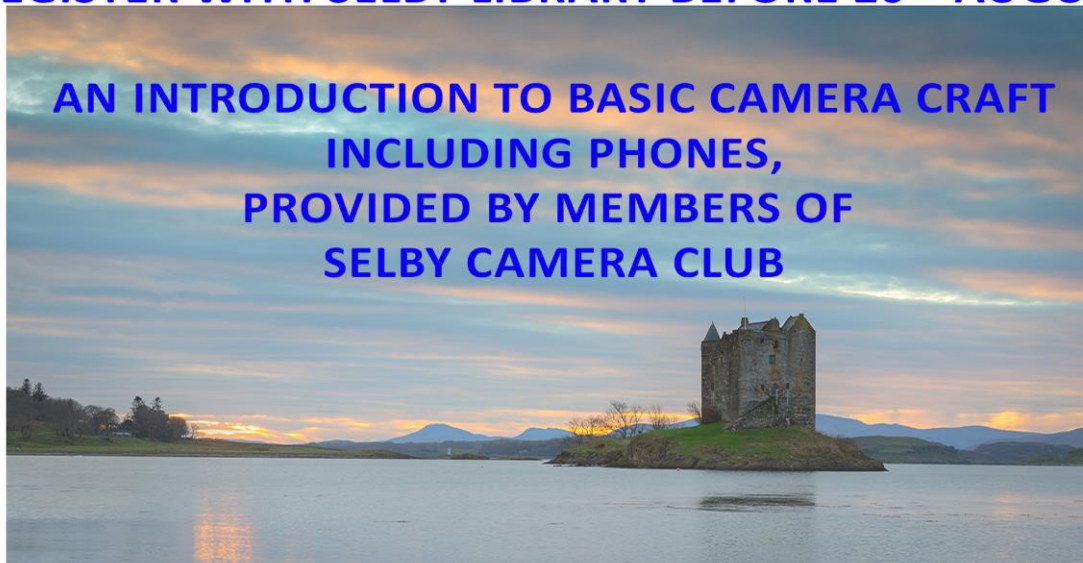 AN INTRODUCTION TO BASIC CAMERA CRAFT
INCLUDING PHONES,
PROVIDED BY MEMBERS OF
SELBY CAMERA CLUB